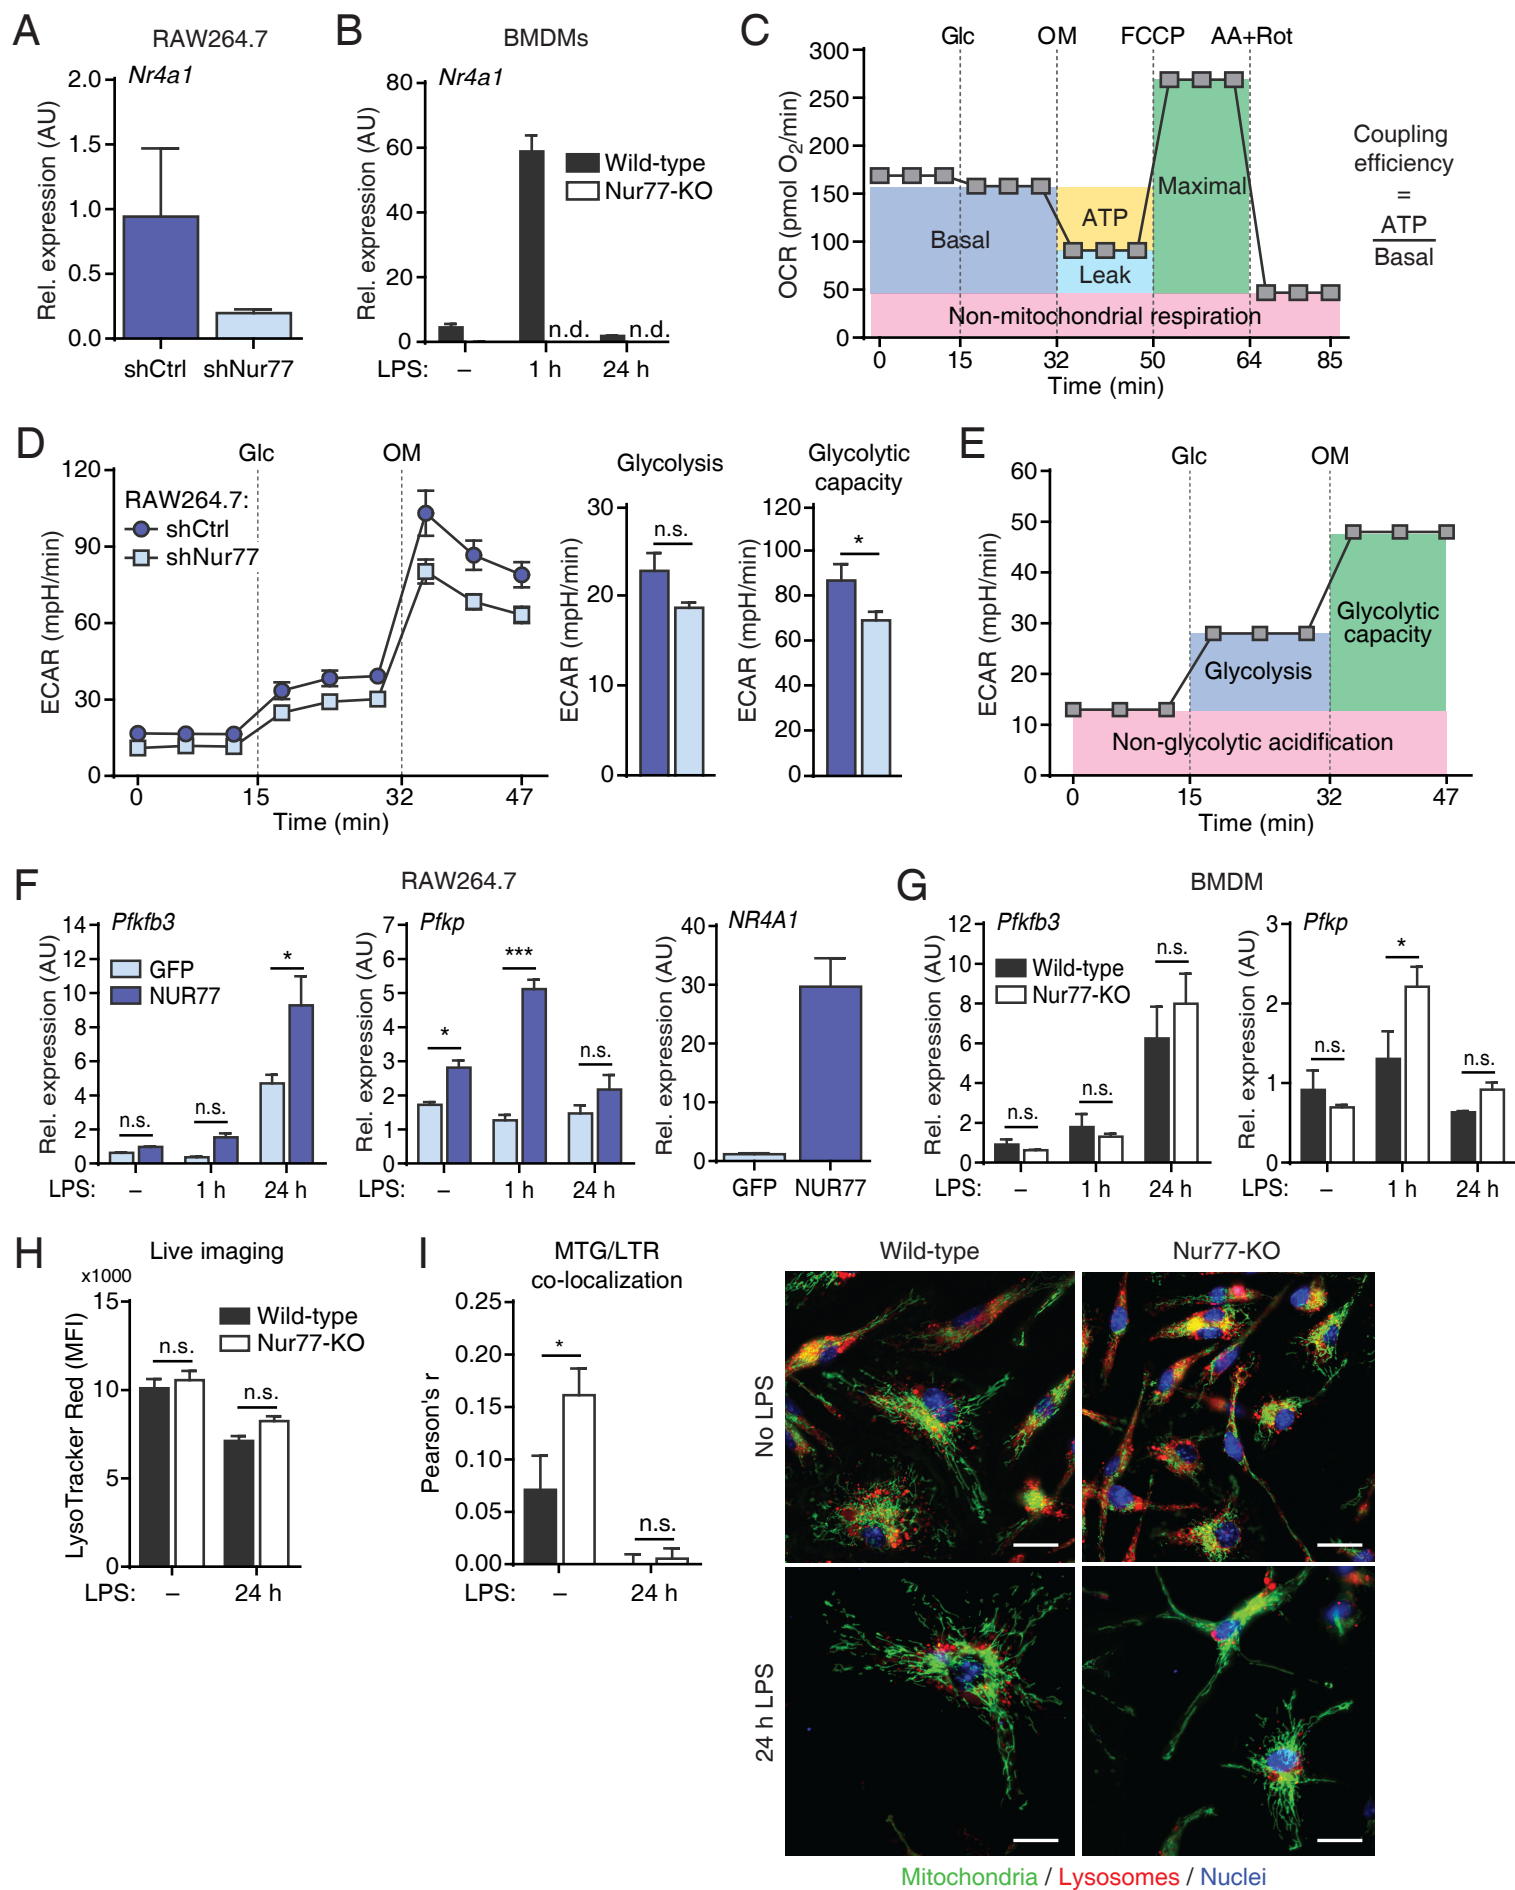 A
RAW264.7
Nr4a1
Rel. expression (AU)
2.0
1.5
1.0
0.5
0.0
shCtrl shNur77
B
BMDMs
Nr4a1
Rel. expression (AU)
80
60
40
20
0
Wild-type
Nur77-KO
n.d. n.d.
LPS: – 1 h 24 h
C
Glc OM FCCP AA+Rot
OCR (pmol O2/min)
300
250
200
150
100
50
0
Basal
ATP
Leak
Maximal
Non-mitochondrial respiration
0 15 32 50 64 85
Time (min)
Coupling
efficiency
=
ATP
Basal
D
Glc OM
ECAR (mpH/min)
120
90
60
30
0
RAW264.7:
shCtrl
shNur77
0 15 32 47
Time (min)
Glycolysis
ECAR (mpH/min)
30
20
10
0
n.s.
Glycolytic
capacity
ECAR (mpH/min)
120
100
80
60
40
20
0
*
E
Glc OM
ECAR (mpH/min)
60
50
40
30
20
10
0
Glycolytic
capacity
Glycolysis
Non-glycolytic acidification
0 15 32 47
Time (min)
F
RAW264.7
Pfkfb3
Rel. expression (AU)
14
12
10
8
6
4
2
0
GFP
NUR77
n.s. n.s. *
LPS: – 1 h 24 h
Pfkp
Rel. expression (AU)
7
6
5
4
3
2
1
0
* *** n.s.
LPS: – 1 h 24 h
NR4A1
Rel. expression (AU)
40
30
20
10
0
GFP NUR77
G
BMDM
Pfkfb3
Rel. expression (AU)
12
10
8
6
4
2
0
Wild-type
Nur77-KO
n.s. n.s. n.s.
LPS: – 1 h 24 h
Pfkp
Rel. expression (AU)
3
2
1
0
n.s. * n.s.
LPS: – 1 h 24 h
H
Live imaging
x1000
LysoTracker Red (MFI)
15
10
5
0
Wild-type
Nur77-KO
n.s. n.s.
LPS: – 24 h
I
MTG/LTR
co-localization
Pearson's r
0.25
0.20
0.15
0.10
0.05
0.00
* n.s.
LPS: – 24 h
Wild-type Nur77-KO
No LPS
24 h LPS
Mitochondria / Lysosomes / Nuclei